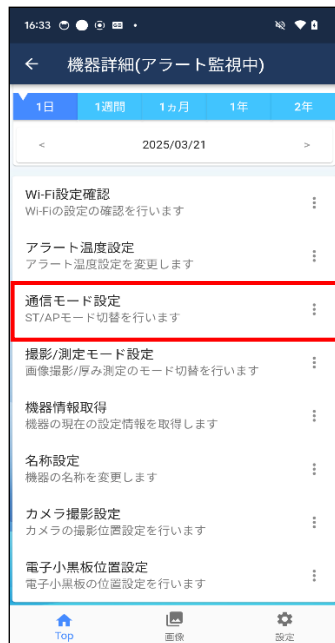 16:33
機器詳細(アラート監視中)
1日 1週間 1ヵ月 1年 2年
< 2025/03/21 >
Wi-Fi設定確認
Wi-Fiの設定の確認を行います
アラート温度設定
アラート温度設定を変更します
通信モード設定
ST/APモード切替を行います
撮影/測定モード設定
画像撮影/厚み測定のモード切替を行います
機器情報取得
機器の現在の設定情報を取得します
名称設定
機器の名称を変更します
カメラ撮影設定
カメラの撮影位置設定を行います
電子小黒板位置設定
電子小黒板の位置設定を行います
Top 画像 設定